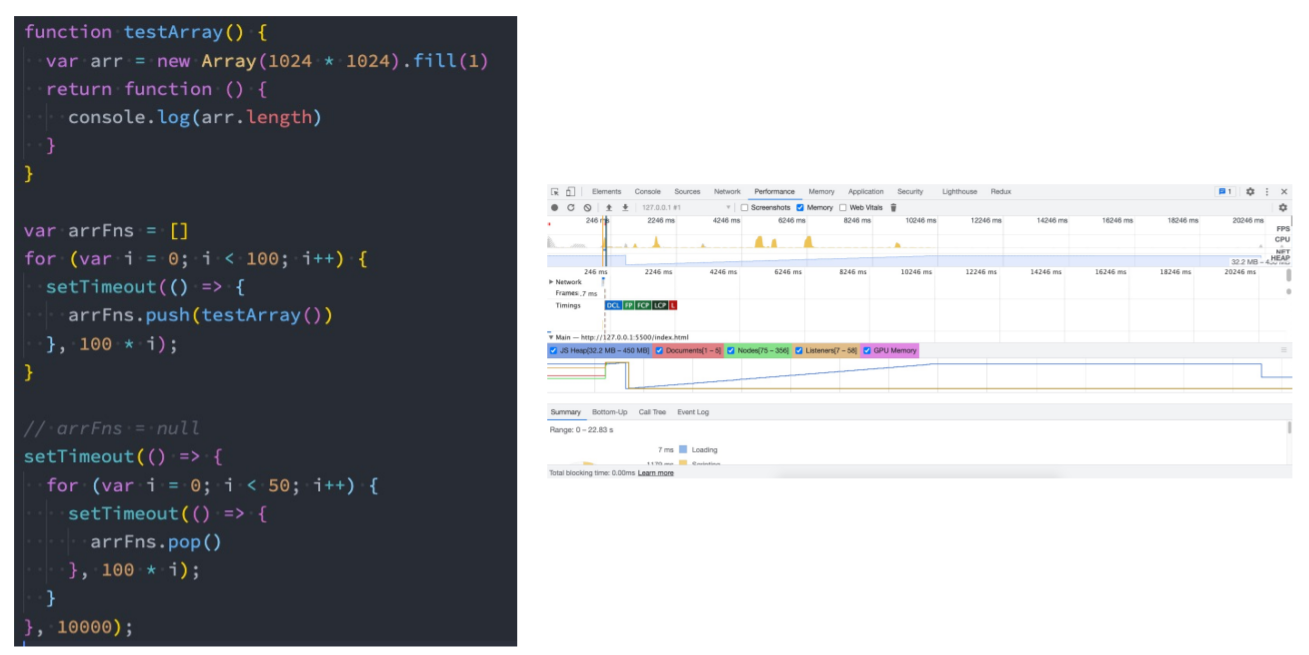 function testArray() {
var arr = new Array(1024 * 1024).fill(1)
return function () {
console.log(arr.length)
}
}
var arrFns = []
for (var i = 0; i < 100; i++) {
setTimeout(() => {
arrFns.push(testArray())
}, 100 * i);
}
// arrFns = null
setTimeout(() => {
for (var i = 0; i < 50; i++) {
setTimeout(() => {
arrFns.pop()
}, 100 * i);
}
}, 10000);
Elements Console Sources Network Performance Memory Application Security Lighthouse Redux 1
127.0.0.1 #1 Screenshots Memory Web Vitals
246 ms 2246 ms 4246 ms 6246 ms 8246 ms 10246 ms 12246 ms 14246 ms 16246 ms 18246 ms 20246 ms
FPS
CPU
NET
HEAP
32.2 MB –
246 ms 2246 ms 4246 ms 6246 ms 8246 ms 10246 ms 12246 ms 14246 ms 16246 ms 18246 ms 20246 ms
Network
Frames .7 ms
Timings DCL FP FCP LCP L
Main — http://127.0.0.1:5500/index.html
JS Heap[32.2 MB – 450 MB] Documents[1 – 5] Nodes[75 – 356] Listeners[7 – 58] GPU Memory
Summary Bottom-Up Call Tree Event Log
Range: 0 – 22.83 s
7 ms Loading
1179 ms Scripting
Total blocking time: 0.00ms Learn more